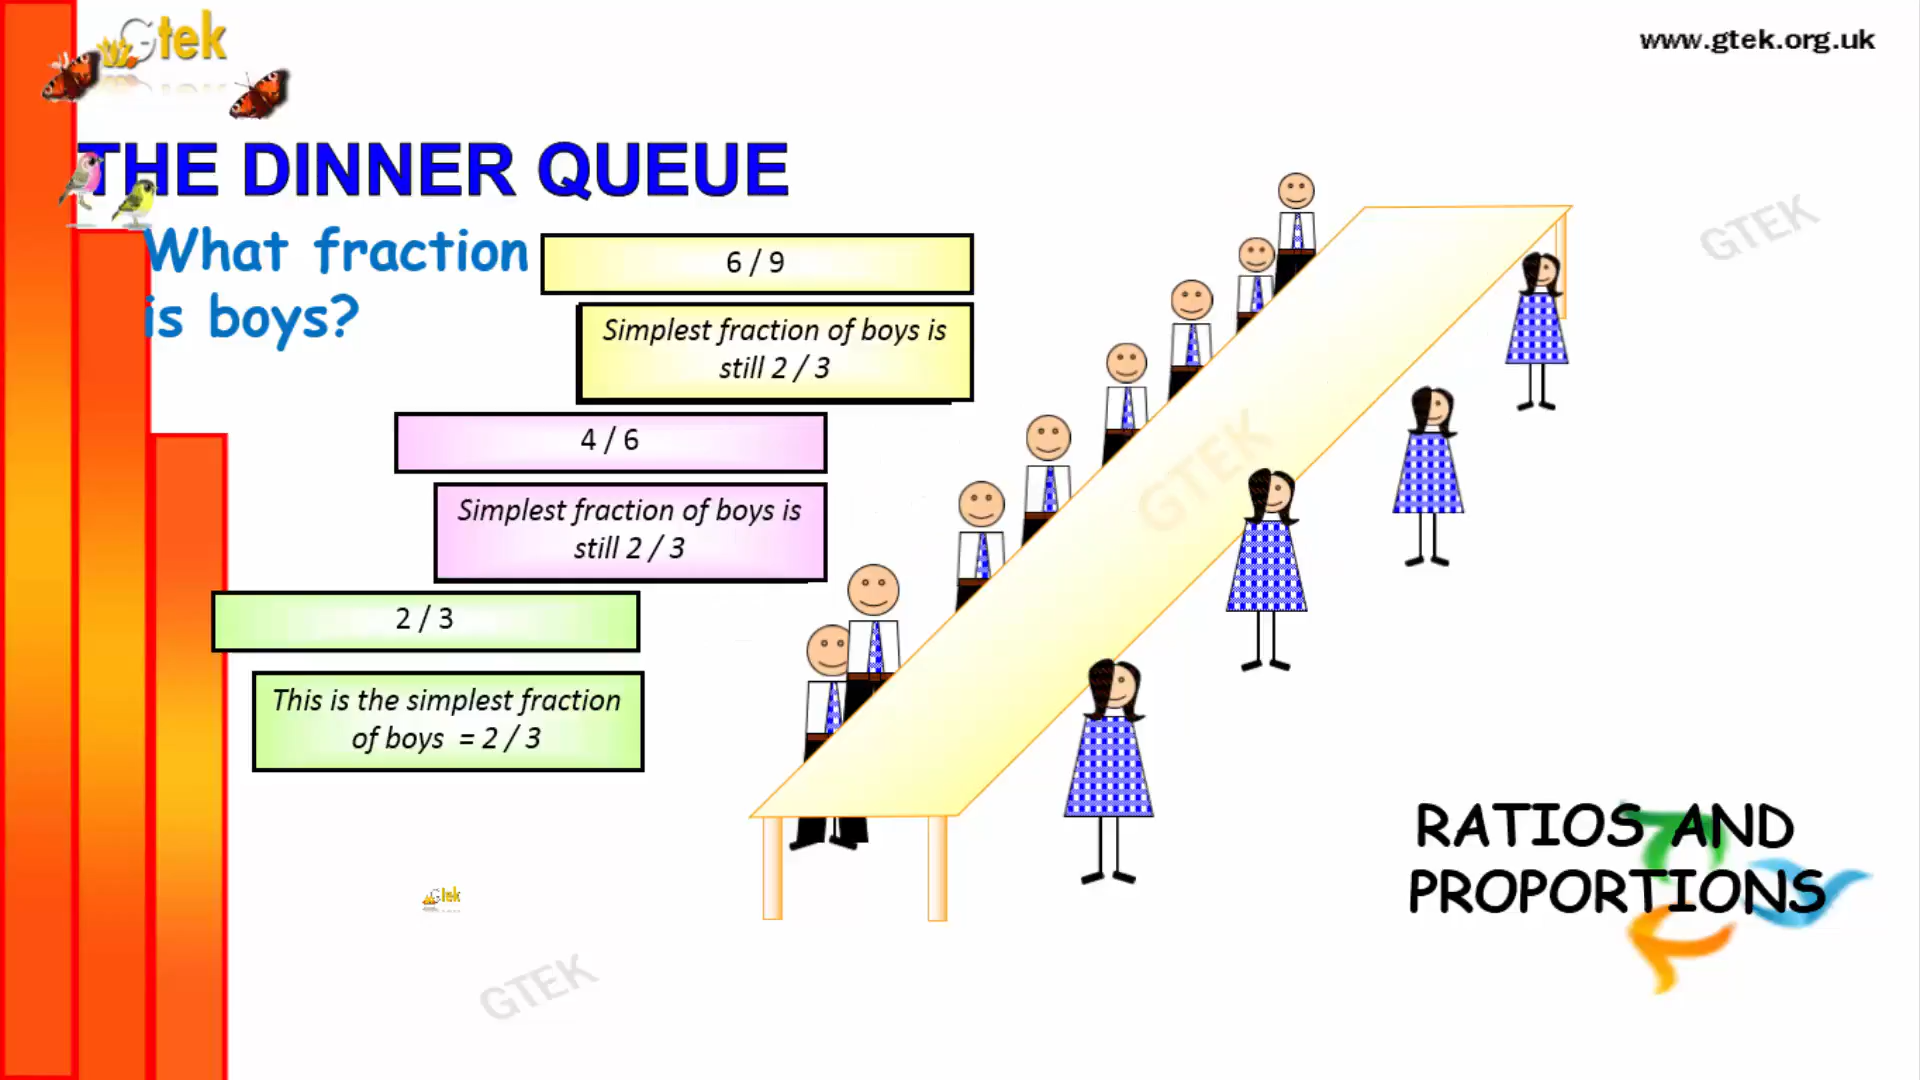 Gtek
www.gtek.org.uk
THE DINNER QUEUE
What fraction
is boys?
6 / 9
Simplest fraction of boys is
still 2 / 3
4 / 6
Simplest fraction of boys is
still 2 / 3
2 / 3
This is the simplest fraction
of boys = 2 / 3
GTEK
GTEK
RATIOS AND
PROPORTIONS
Gtek
GTEK